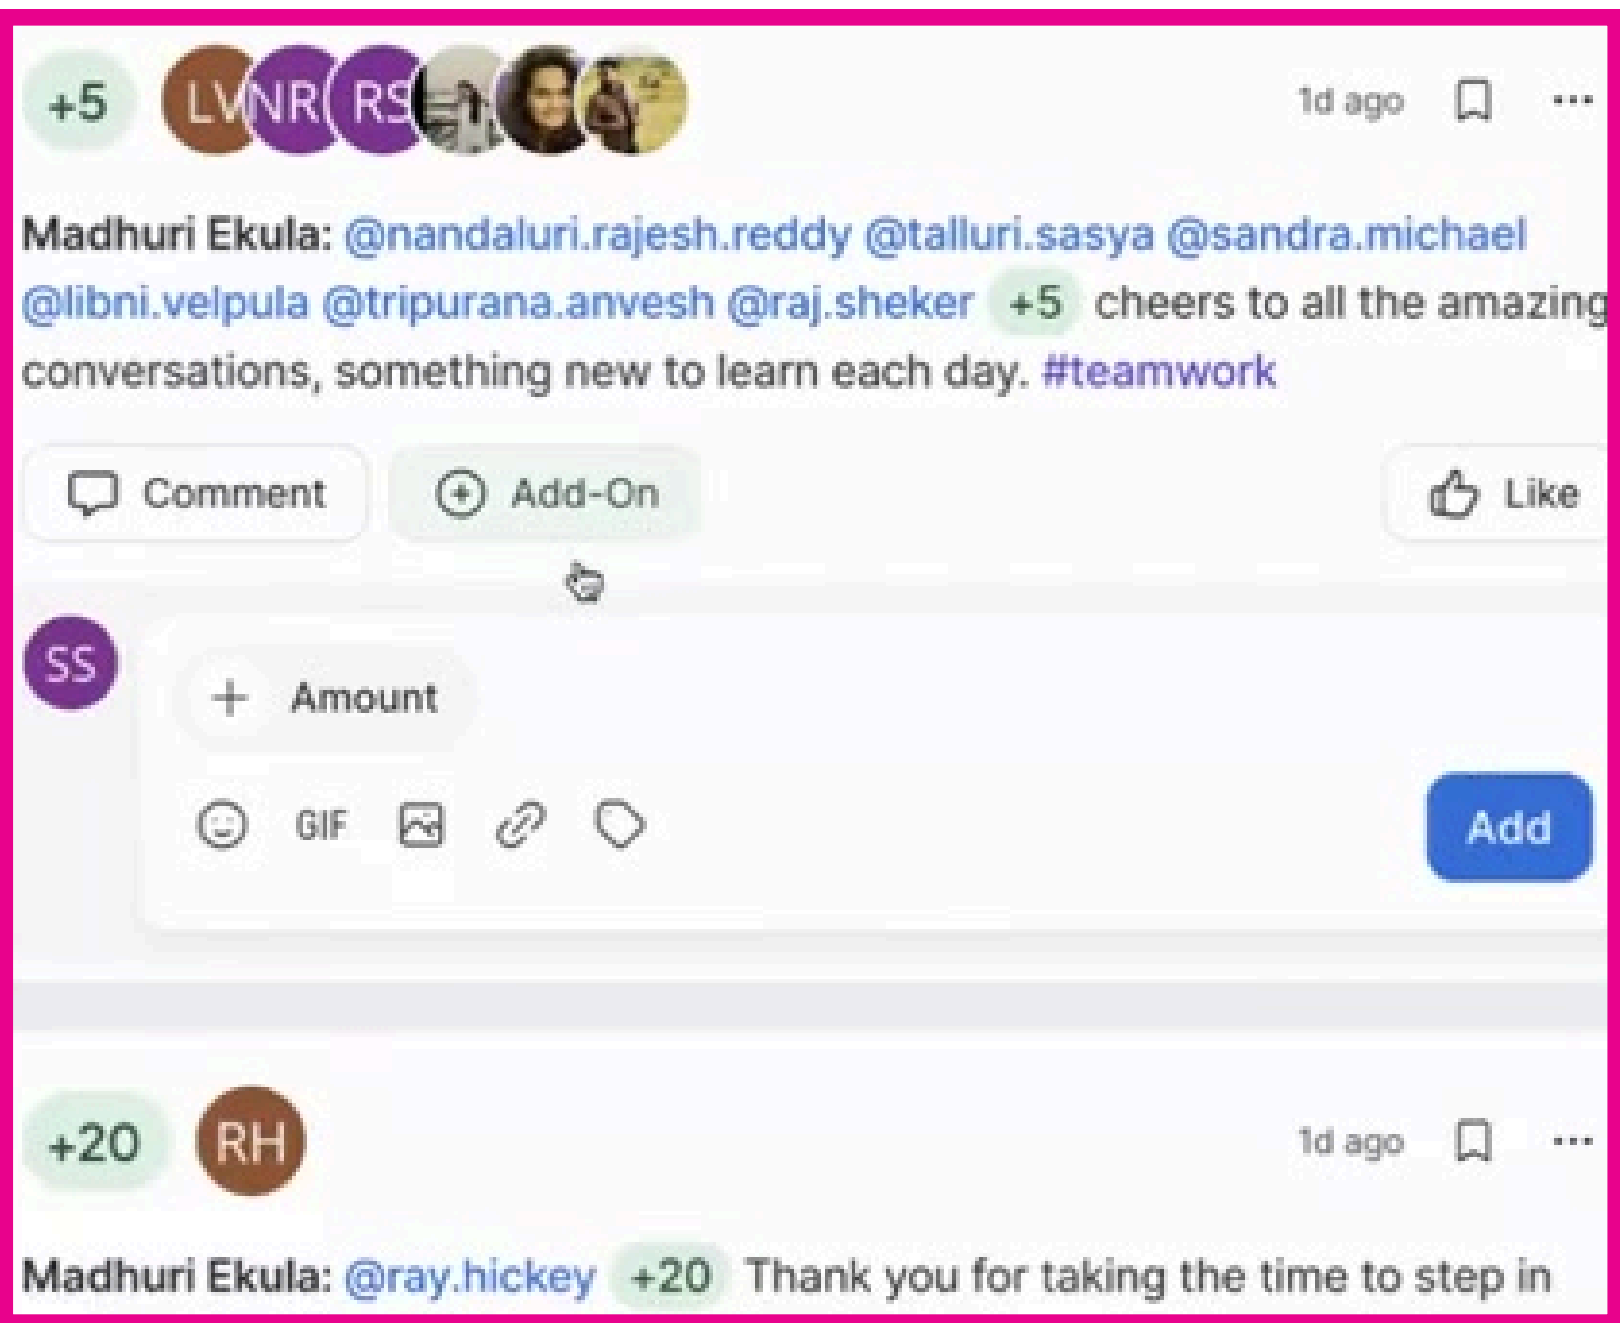 +5 LV NR RS 1d ago
Madhuri Ekula: @nandaluri.rajesh.reddy @talluri.sasya @sandra.michael
@libni.velpula @tripurana.anvesh @raj.sheker +5 cheers to all the amazing
conversations, something new to learn each day. #teamwork
Comment Add-On Like
SS + Amount
GIF Add
+20 RH 1d ago
Madhuri Ekula: @ray.hickey +20 Thank you for taking the time to step in